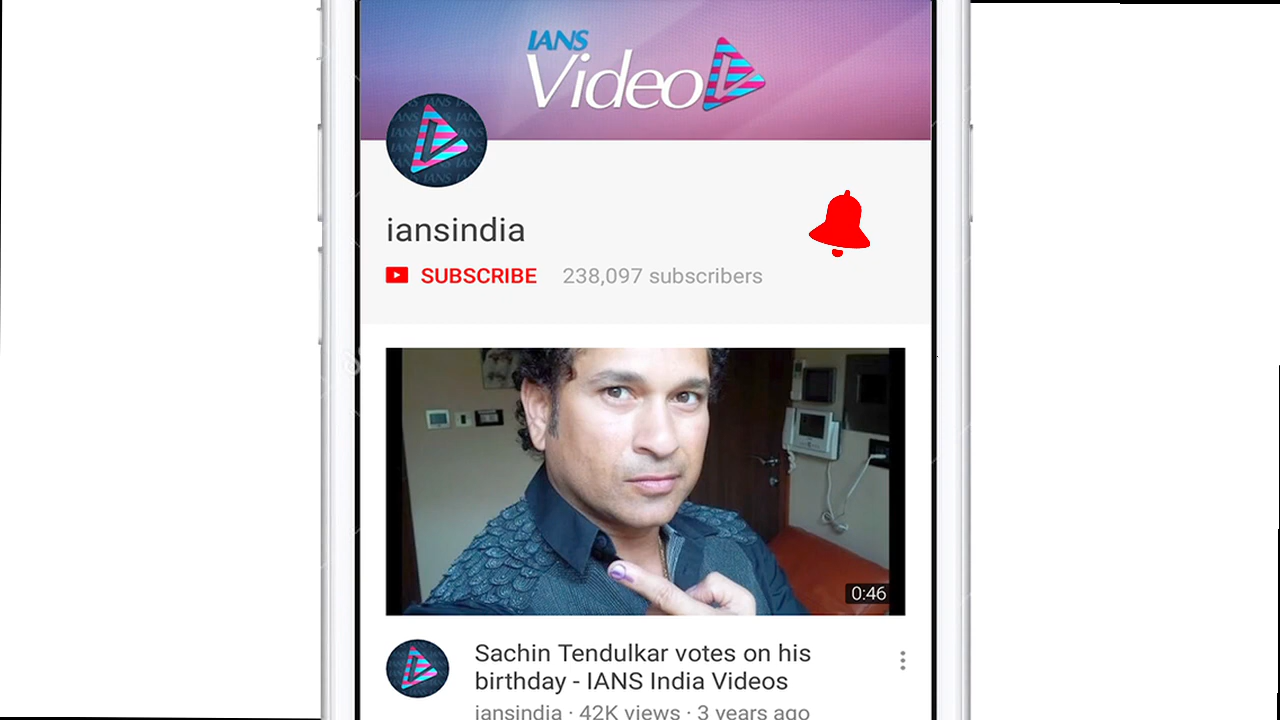 IANS
Video
iansindia
SUBSCRIBE 238,097 subscribers
0:46
Sachin Tendulkar votes on his
birthday - IANS India Videos
iansindia · 42K views · 3 years ago